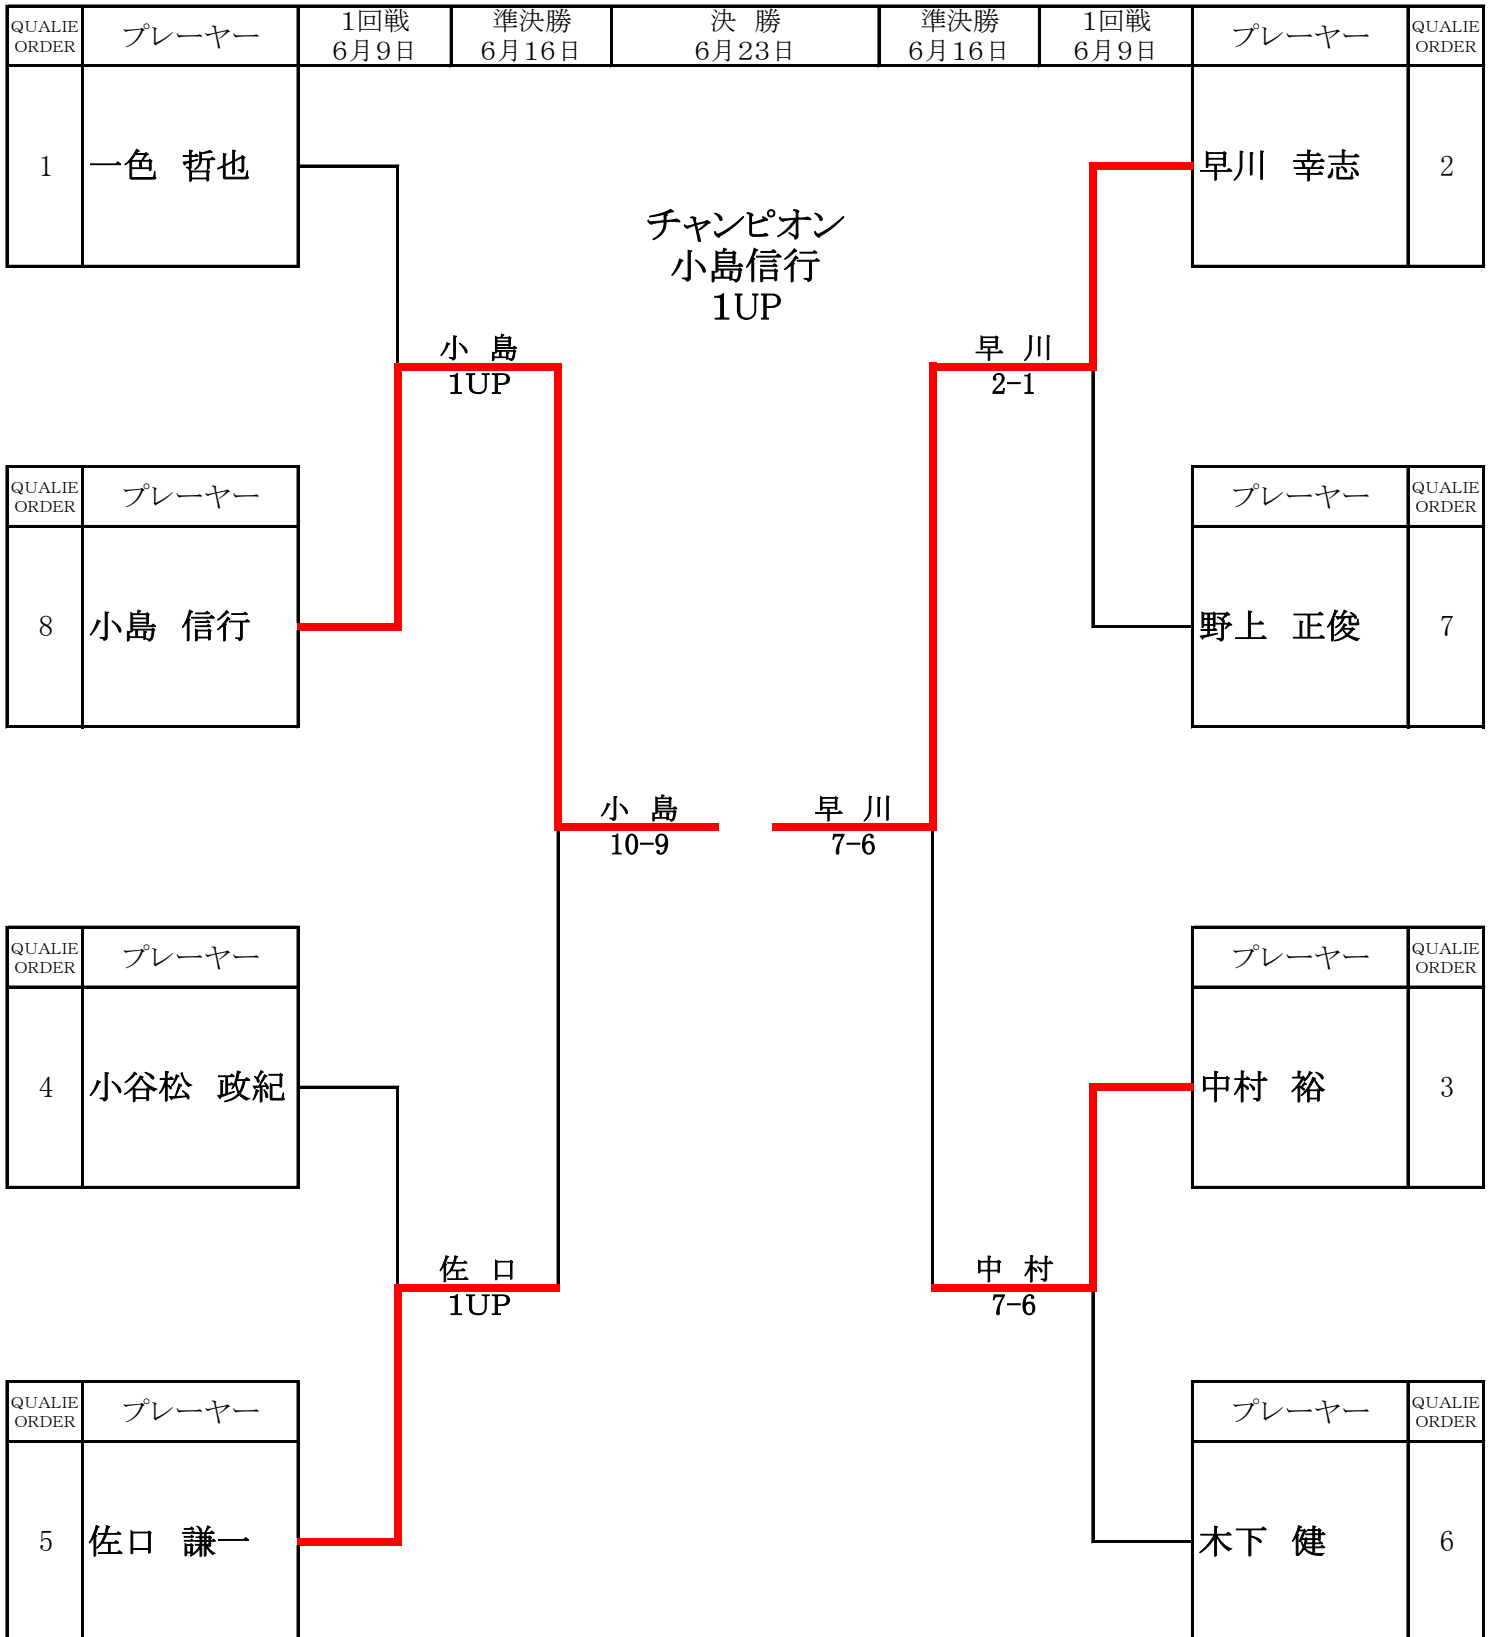 QUALIE
ORDER
プレーヤー
1回戦
6月9日
準決勝
6月16日
決 勝
6月23日
準決勝
6月16日
1回戦
6月9日
プレーヤー
QUALIE
ORDER
1
一色 哲也
早川 幸志
2
チャンピオン
小島信行
1UP
小 島
1UP
早 川
2-1
QUALIE
ORDER
プレーヤー
プレーヤー
QUALIE
ORDER
8
小島 信行
野上 正俊
7
小 島
10-9
早 川
7-6
QUALIE
ORDER
プレーヤー
プレーヤー
QUALIE
ORDER
4
小谷松 政紀
中村 裕
3
佐 口
1UP
中 村
7-6
QUALIE
ORDER
プレーヤー
プレーヤー
QUALIE
ORDER
5
佐口 謙一
木下 健
6